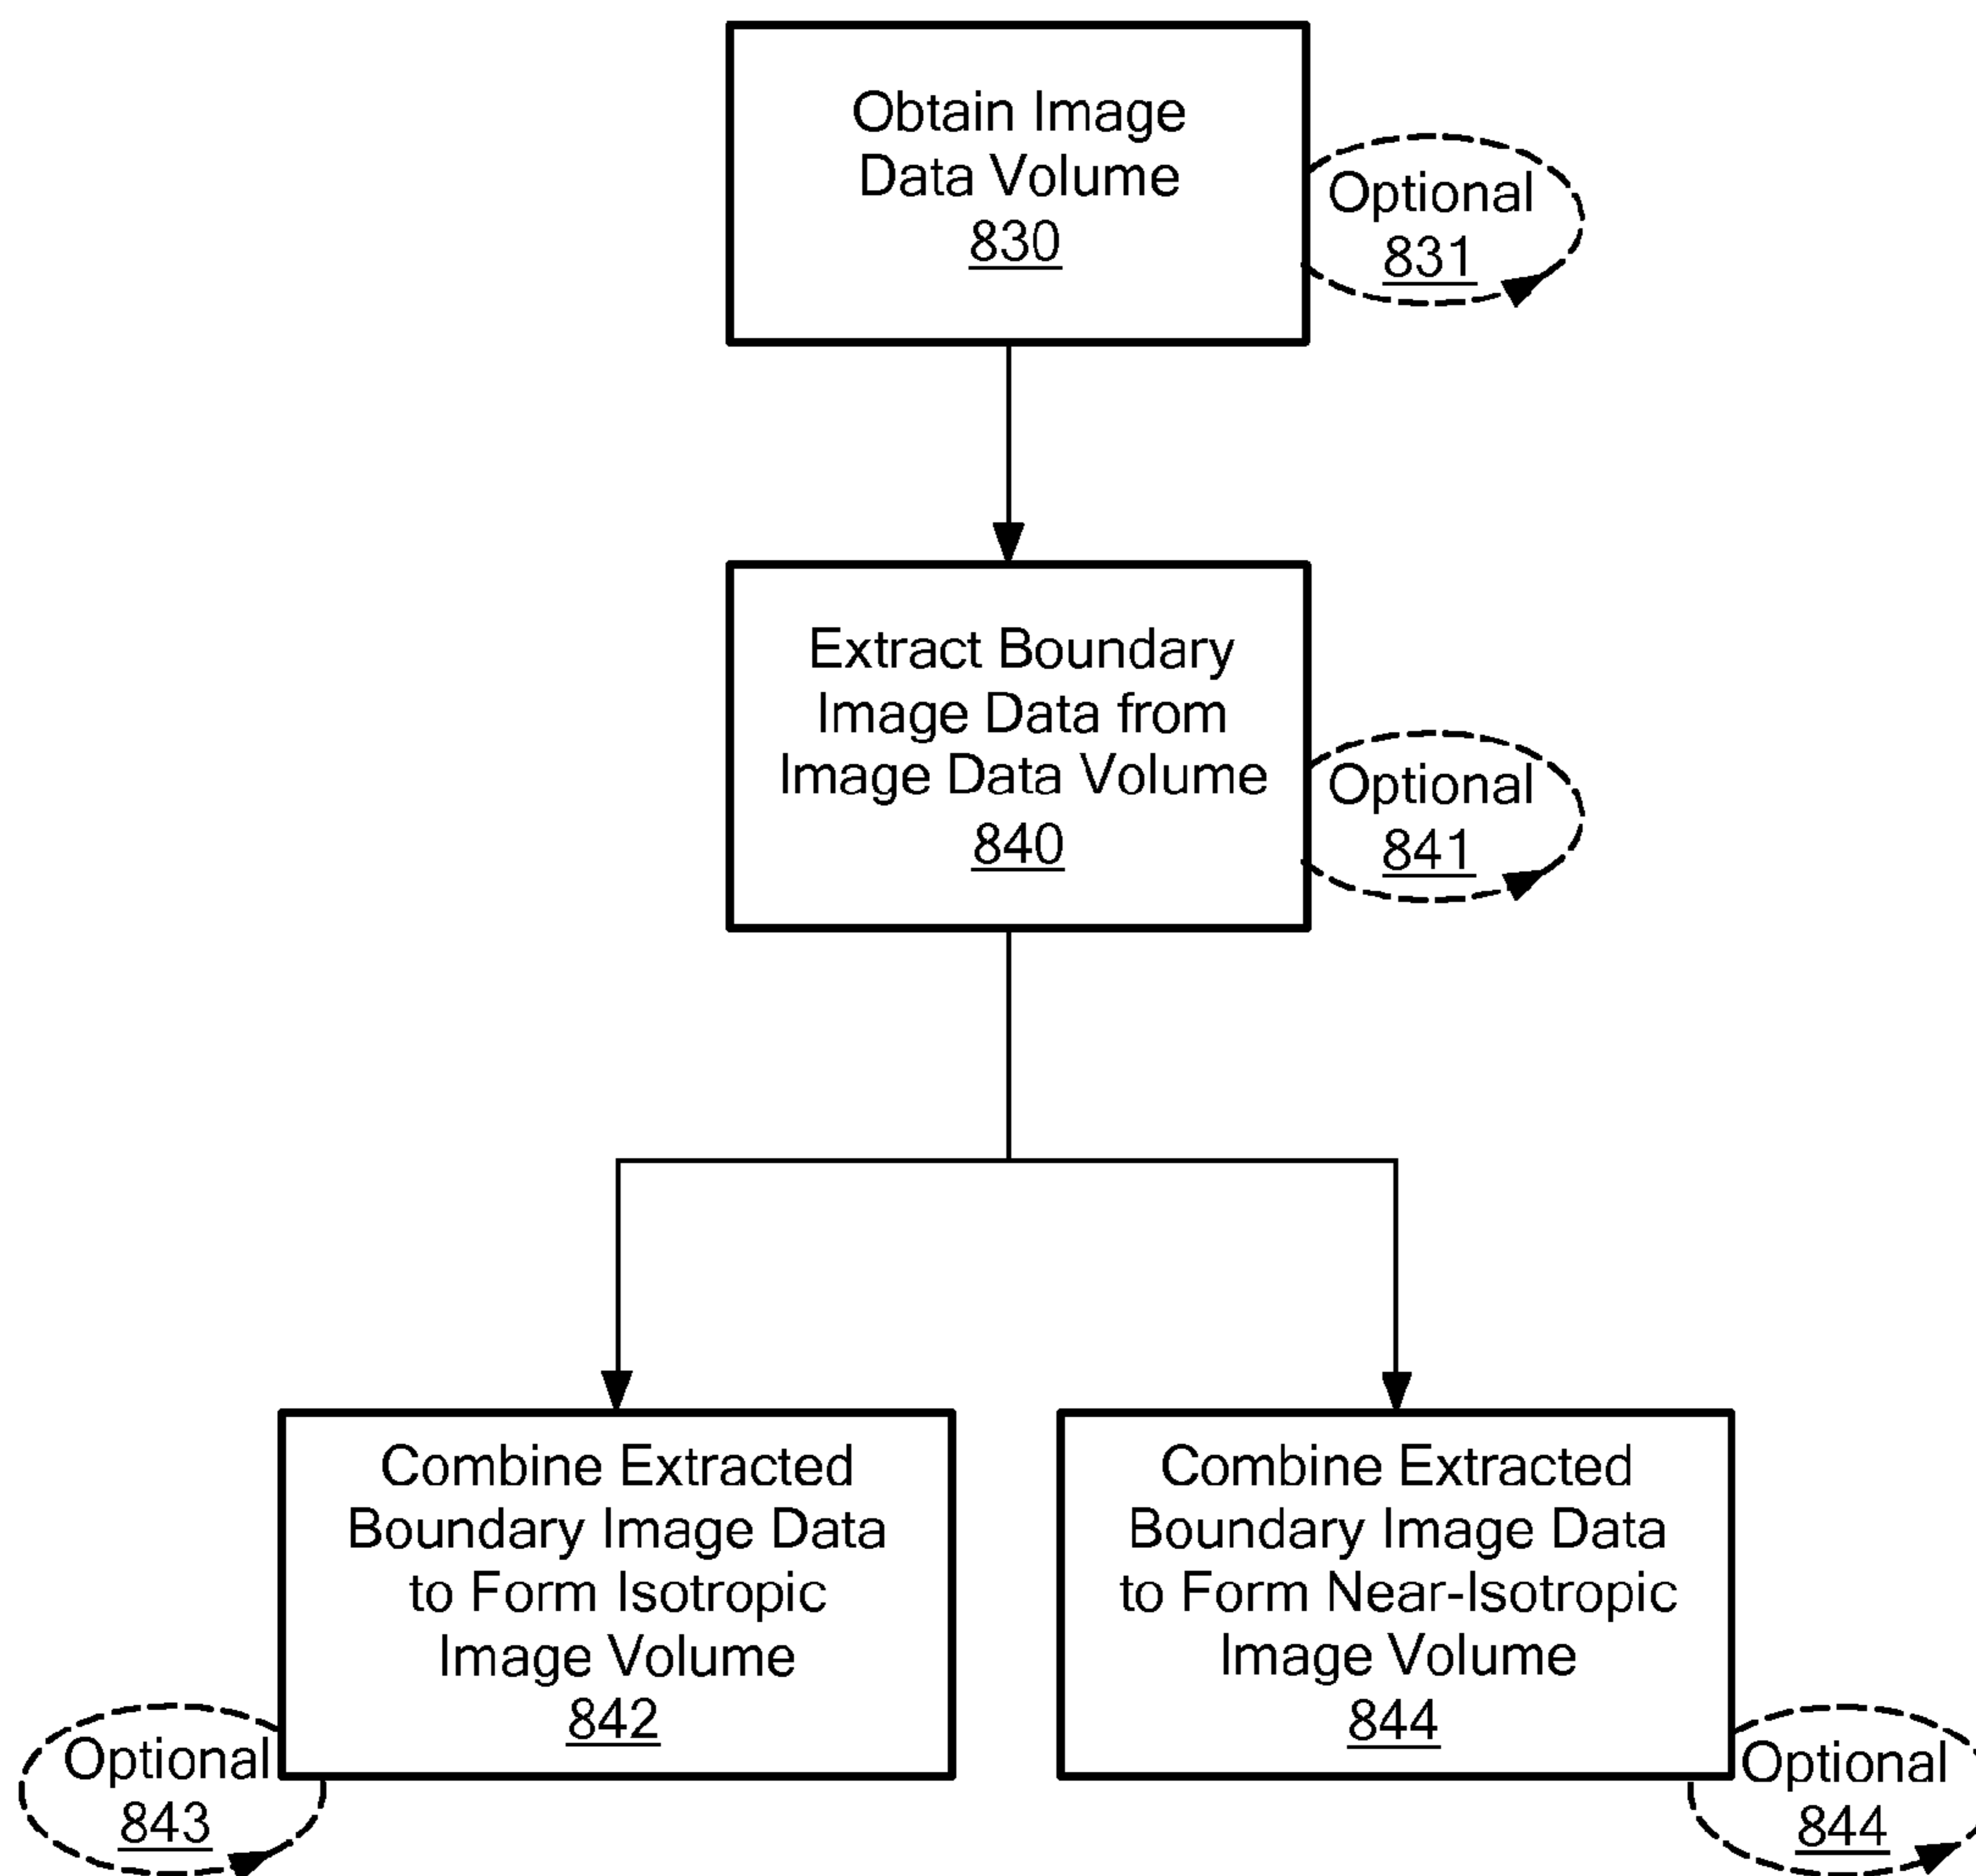 Obtain Image
Data Volume
830
Optional
831
Extract Boundary
Image Data from
Image Data Volume
840
Optional
841
Combine Extracted
Boundary Image Data
to Form Isotropic
Image Volume
842
Optional
843
Combine Extracted
Boundary Image Data
to Form Near-Isotropic
Image Volume
844
Optional
844